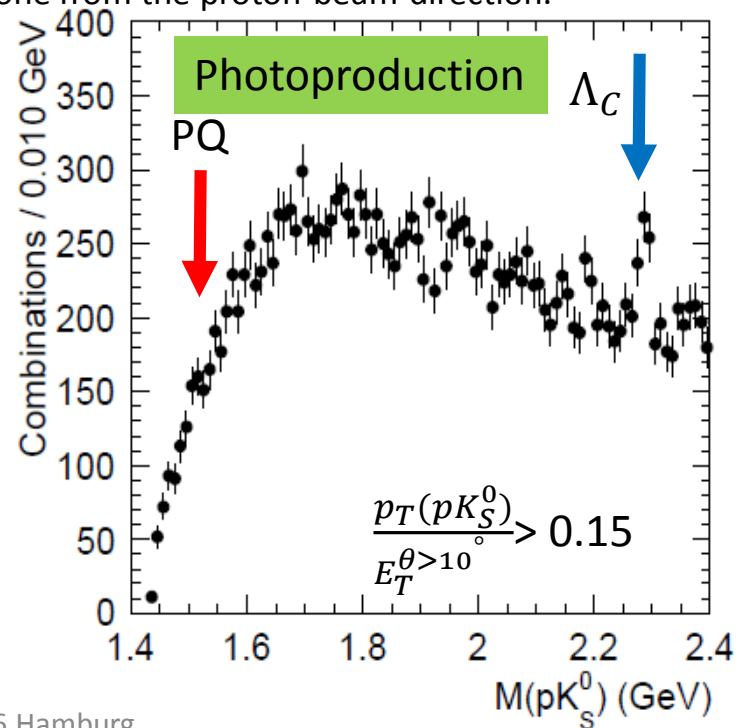 one from the proton-beam direction.
400
350
300
250
200
150
100
50
0
Combinations / 0.010 GeV
Photoproduction
PQ
Λ_C
p_T(pK_S^0) / E_T^{θ>10°} > 0.15
1.4 1.6 1.8 2 2.2 2.4
M(pK_s^0) (GeV)
6 Hamburg